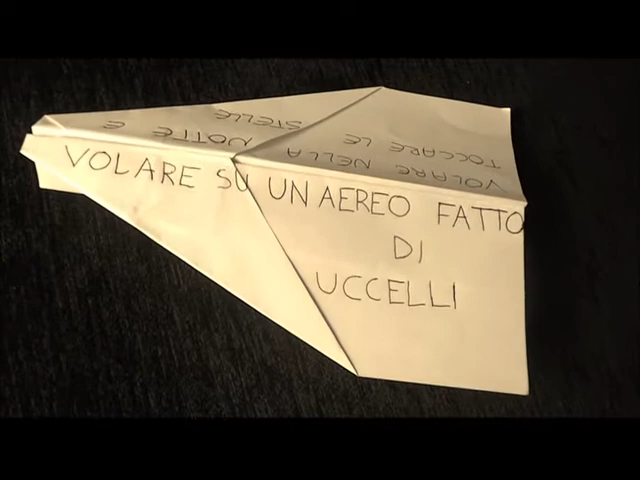 VOLARE SU UN AEREO FATTO
DI
UCCELLI
VOLARE NELLA NOTTE E
TOCCARE LE STELLE